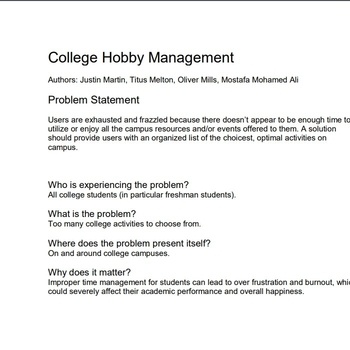 College Hobby Management
Authors: Justin Martin, Titus Melton, Oliver Mills, Mostafa Mohamed Ali
Problem Statement
Users are exhausted and frazzled because there doesn't appear to be enough time to
utilize or enjoy all the campus resources and/or events offered to them. A solution
should provide users with an organized list of the choicest, optimal activities on
campus.
Who is experiencing the problem?
All college students (in particular freshman students).
What is the problem?
Too many college activities to choose from.
Where does the problem present itself?
On and around college campuses.
Why does it matter?
Improper time management for students can lead to over frustration and burnout,
could severely affect their academic performance and overall happiness.